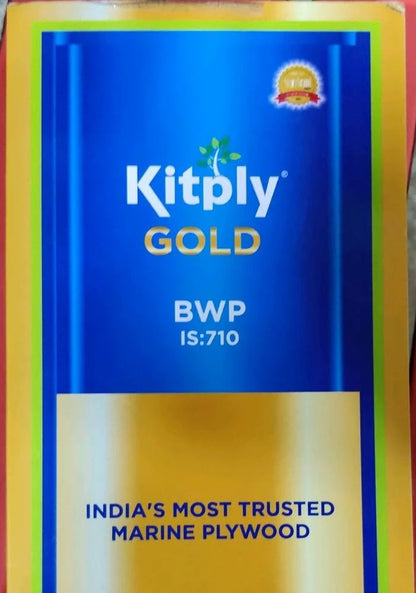 Kitply®
GOLD
BWP
IS:710
INDIA'S MOST TRUSTED
MARINE PLYWOOD